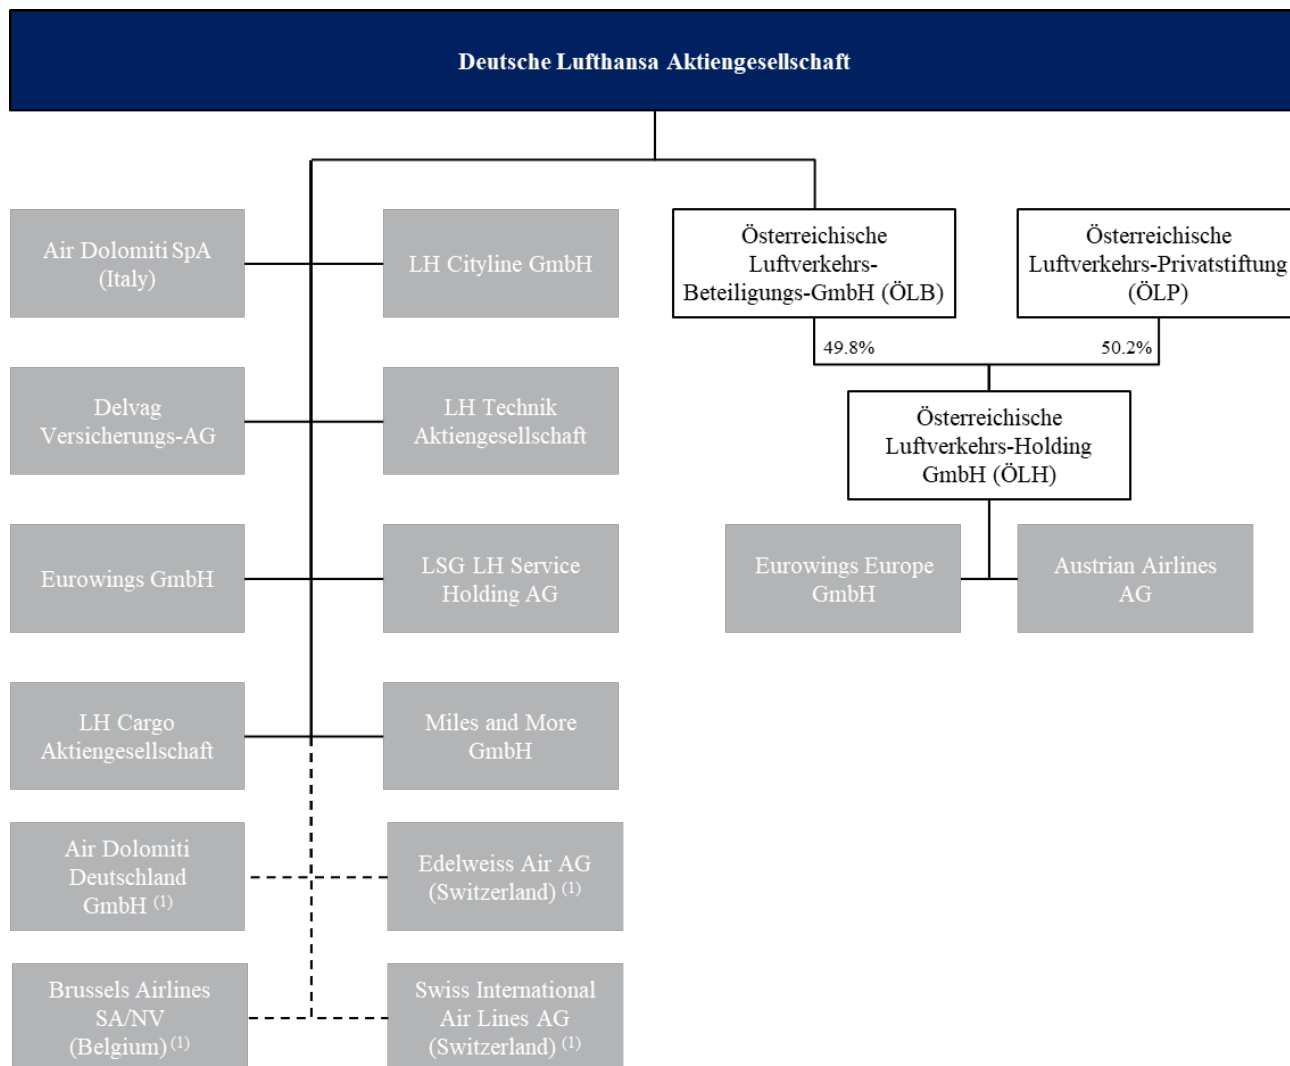 Deutsche Lufthansa Aktiengesellschaft
Air Dolomiti SpA
(Italy)
LH Cityline GmbH
Österreichische
Luftverkehrs-
Beteiligungs-GmbH (ÖLB)
Österreichische
Luftverkehrs-Privatstiftung
(ÖLP)
49.8%
50.2%
Delvag
Versicherungs-AG
LH Technik
Aktiengesellschaft
Österreichische
Luftverkehrs-Holding
GmbH (ÖLH)
Eurowings GmbH
LSG LH Service
Holding AG
Eurowings Europe
GmbH
Austrian Airlines
AG
LH Cargo
Aktiengesellschaft
Miles and More
GmbH
Air Dolomiti
Deutschland
GmbH (1)
Edelweiss Air AG
(Switzerland) (1)
Brussels Airlines
SA/NV
(Belgium) (1)
Swiss International
Air Lines AG
(Switzerland) (1)